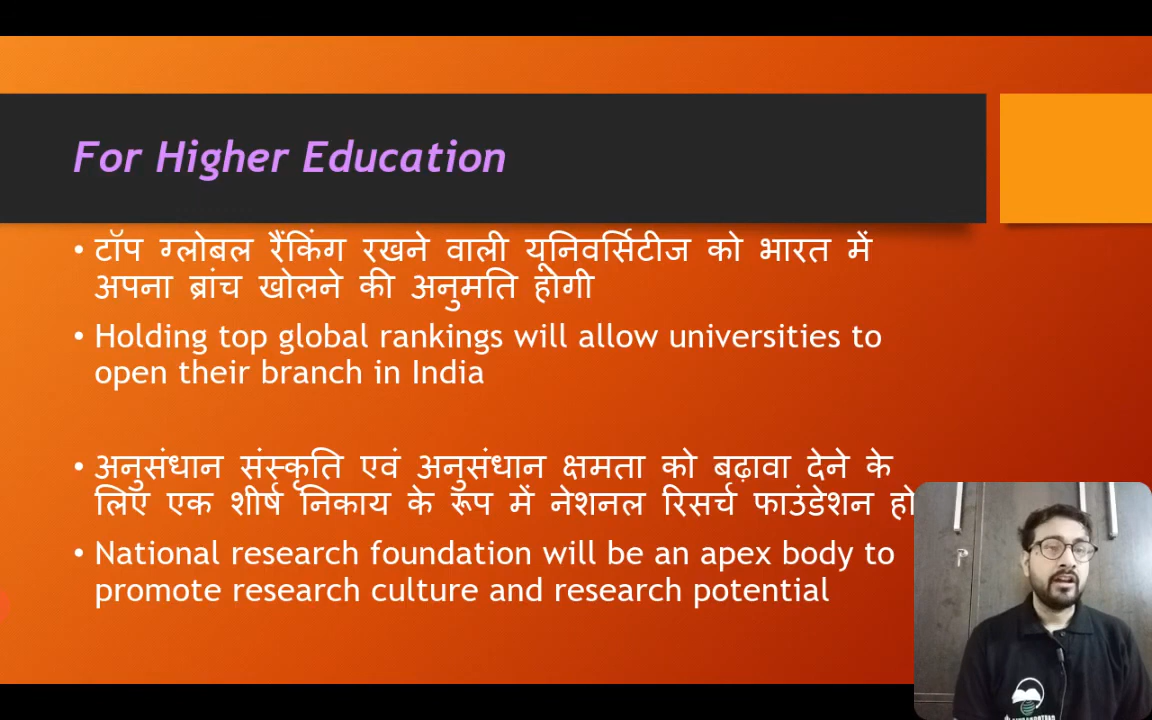 For Higher Education
• टॉप ग्लोबल रैंकिंग रखने वाली यूनिवर्सिटीज को भारत में
अपना ब्रांच खोलने की अनुमति होगी
• Holding top global rankings will allow universities to
open their branch in India
• अनुसंधान संस्कृति एवं अनुसंधान क्षमता को बढ़ावा देने के
लिए एक शीर्ष निकाय के रूप में नेशनल रिसर्च फाउंडेशन
• National research foundation will be an apex body to
promote research culture and research potential